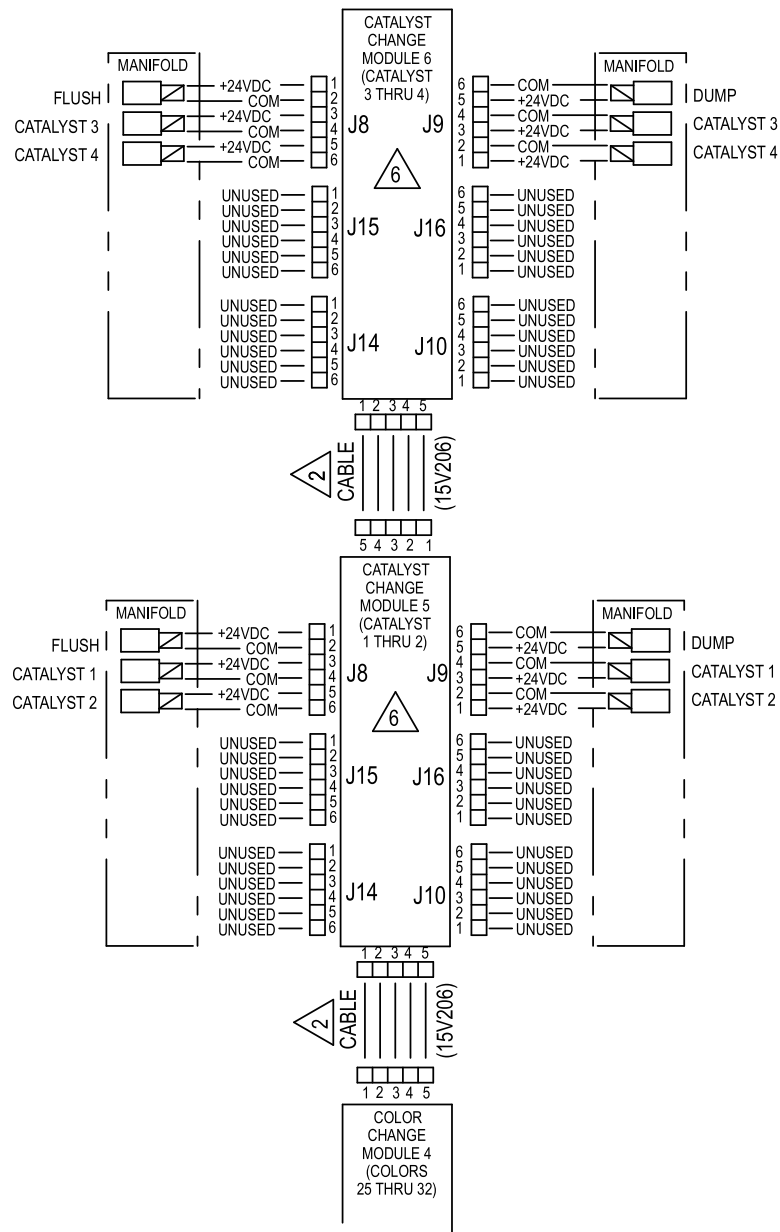 CATALYST
CHANGE
MODULE 6
(CATALYST
3 THRU 4)
MANIFOLD
MANIFOLD
FLUSH
+24VDC 1
COM 2
CATALYST 3
+24VDC 3
COM 4
CATALYST 4
+24VDC 5
COM 6
J8
J9
6 COM
5 +24VDC
DUMP
4 COM
3 +24VDC
CATALYST 3
2 COM
1 +24VDC
CATALYST 4
6
UNUSED 1
UNUSED 2
UNUSED 3
UNUSED 4
UNUSED 5
UNUSED 6
J15
J16
6 UNUSED
5 UNUSED
4 UNUSED
3 UNUSED
2 UNUSED
1 UNUSED
UNUSED 1
UNUSED 2
UNUSED 3
UNUSED 4
UNUSED 5
UNUSED 6
J14
J10
6 UNUSED
5 UNUSED
4 UNUSED
3 UNUSED
2 UNUSED
1 UNUSED
1 2 3 4 5
2
CABLE
(15V206)
5 4 3 2 1
CATALYST
CHANGE
MODULE 5
(CATALYST
1 THRU 2)
MANIFOLD
MANIFOLD
FLUSH
+24VDC 1
COM 2
CATALYST 1
+24VDC 3
COM 4
CATALYST 2
+24VDC 5
COM 6
J8
J9
6 COM
5 +24VDC
DUMP
4 COM
3 +24VDC
CATALYST 1
2 COM
1 +24VDC
CATALYST 2
6
UNUSED 1
UNUSED 2
UNUSED 3
UNUSED 4
UNUSED 5
UNUSED 6
J15
J16
6 UNUSED
5 UNUSED
4 UNUSED
3 UNUSED
2 UNUSED
1 UNUSED
UNUSED 1
UNUSED 2
UNUSED 3
UNUSED 4
UNUSED 5
UNUSED 6
J14
J10
6 UNUSED
5 UNUSED
4 UNUSED
3 UNUSED
2 UNUSED
1 UNUSED
1 2 3 4 5
2
CABLE
(15V206)
1 2 3 4 5
COLOR
CHANGE
MODULE 4
(COLORS
25 THRU 32)